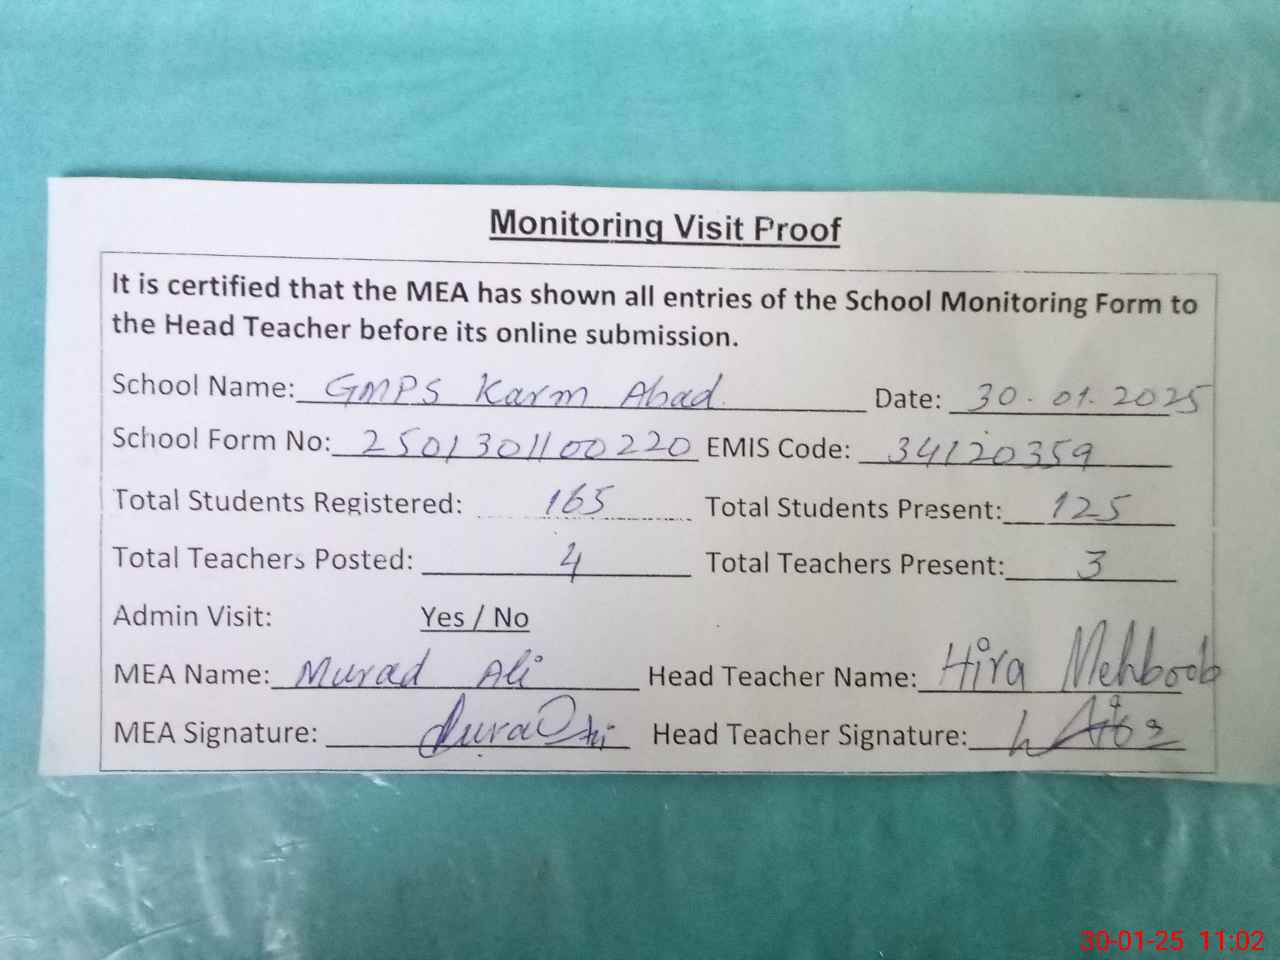 Monitoring Visit Proof
It is certified that the MEA has shown all entries of the School Monitoring Form to
the Head Teacher before its online submission.
School Name: GMPS Karm Abad Date: 30.01.2025
School Form No: 2501301100220 EMIS Code: 34120359
Total Students Registered: 165 Total Students Present: 125
Total Teachers Posted: 4 Total Teachers Present: 3
Admin Visit: Yes / No
MEA Name: Murad Ali Head Teacher Name: Hira Mehboob
MEA Signature: Head Teacher Signature:
30-01-25 11:02